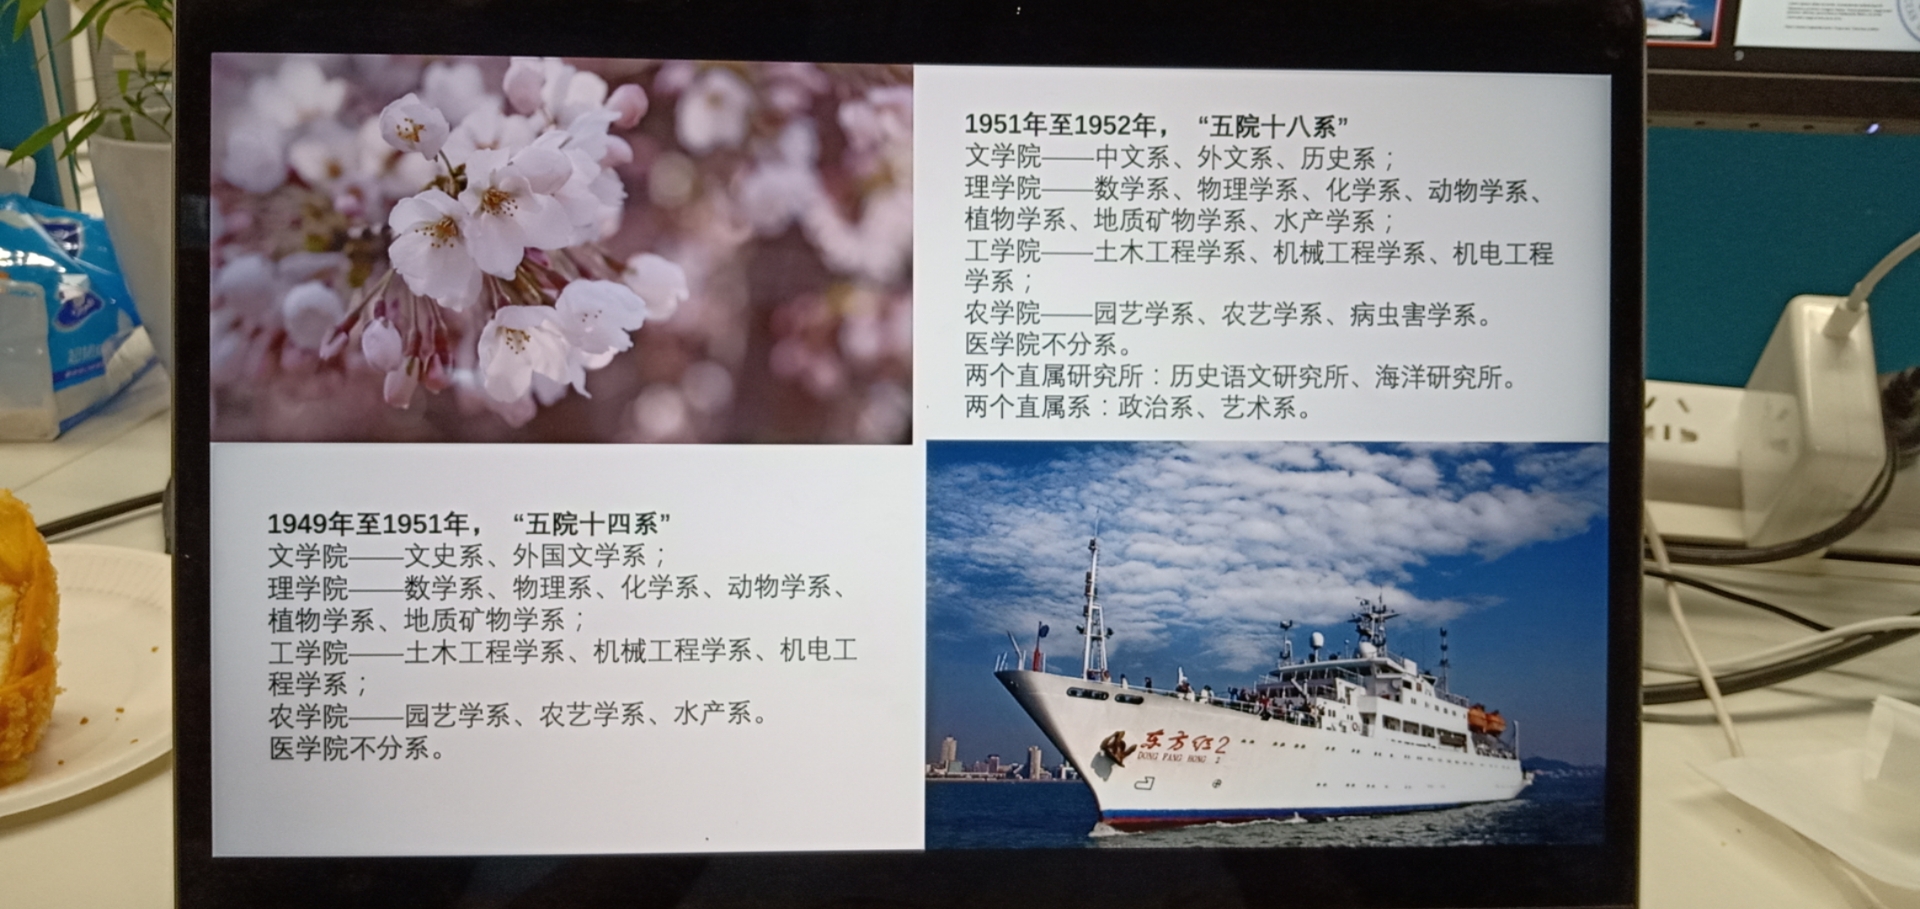 1951年至1952年， “五院十八系”
文学院——中文系、外文系、历史系；
理学院——数学系、物理学系、化学系、动物学系、
植物学系、地质矿物学系、水产学系；
工学院——土木工程学系、机械工程学系、机电工程
学系；
农学院——园艺学系、农艺学系、病虫害学系。
医学院不分系。
两个直属研究所：历史语文研究所、海洋研究所。
两个直属系：政治系、艺术系。
1949年至1951年， “五院十四系”
文学院——文史系、外国文学系；
理学院——数学系、物理系、化学系、动物学系、
植物学系、地质矿物学系；
工学院——土木工程学系、机械工程学系、机电工
程学系；
农学院——园艺学系、农艺学系、水产系。
医学院不分系。
东方红2
DONG FANG HONG 2